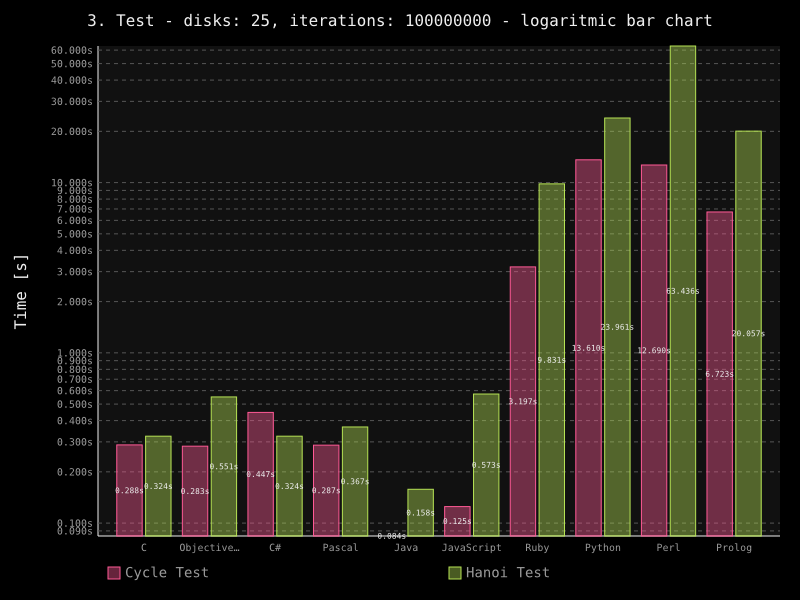 3. Test - disks: 25, iterations: 100000000 - logaritmic bar chart
Time [s]
60.000s
50.000s
40.000s
30.000s
20.000s
10.000s
9.000s
8.000s
7.000s
6.000s
5.000s
4.000s
3.000s
2.000s
1.000s
0.900s
0.800s
0.700s
0.600s
0.500s
0.400s
0.300s
0.200s
0.100s
0.090s
0.288s 0.324s 0.283s 0.551s 0.447s 0.324s 0.287s 0.367s 0.084s 0.158s 0.125s 0.573s 3.197s 9.831s 13.610s 23.961s 12.690s 63.436s 6.723s 20.057s
C Objective… C# Pascal Java JavaScript Ruby Python Perl Prolog
Cycle Test Hanoi Test